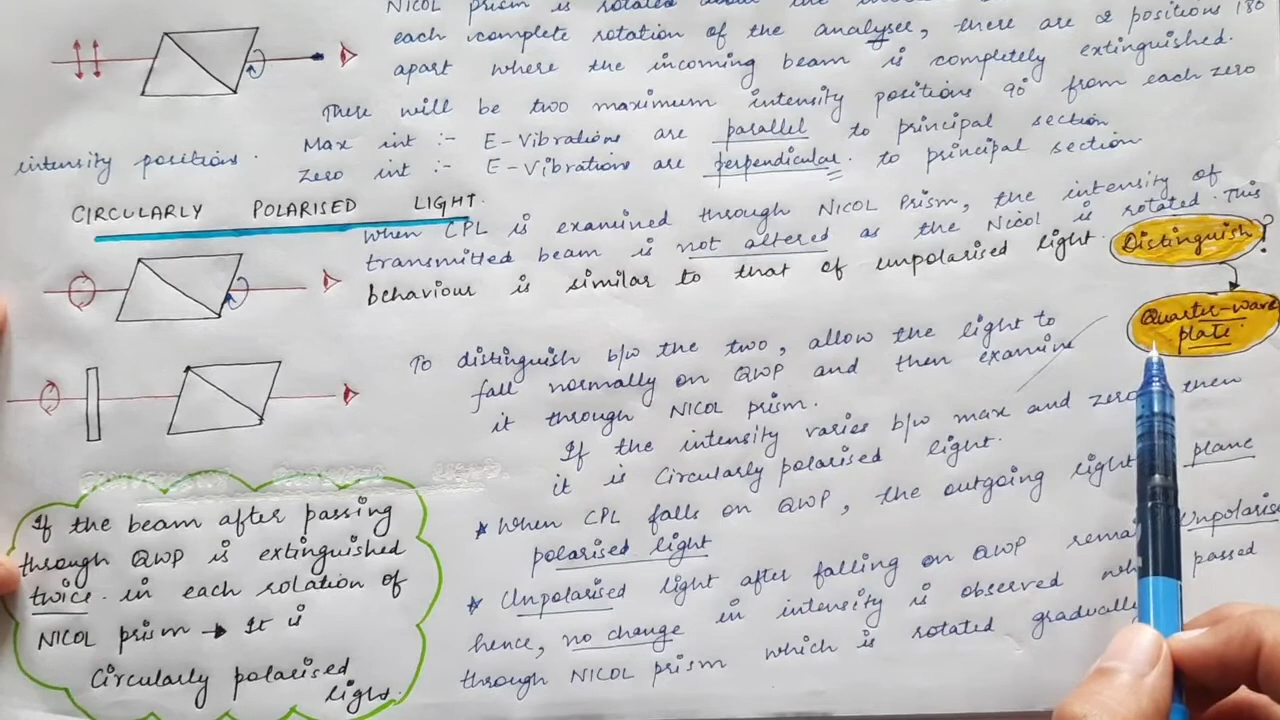 NICOL prism is rotated about the
each complete rotation of the analyser, there are 2 positions 180
apart where the incoming beam is completely extinguished.
There will be two maximum intensity positions 90° from each zero
intensity positions.
Max int :- E-Vibrations are parallel to principal section
Zero int :- E-Vibrations are perpendicular. to principal section
CIRCULARLY POLARISED LIGHT.
When CPL is examined through NICOL Prism, the intensity of
transmitted beam is not altered as the Nicol is rotated. This
behaviour is similar to that of unpolarised light.
Distinguish?
Quarter-wave
plate.
To distinguish b/w the two, allow the light to
fall normally on QWP and then examine
it through NICOL prism.
If the intensity varies b/w max and zero then
it is Circularly polarised light.
* When CPL falls on QWP, the outgoing light plane
polarised light
* Unpolarised light after falling on QWP Unpolarise
hence, no change in intensity is observed passed
through NICOL prism which is rotated gradually
If the beam after passing
through QWP is extinguished
twice. in each rotation of
NICOL prism → It is
Circularly polarised
light.